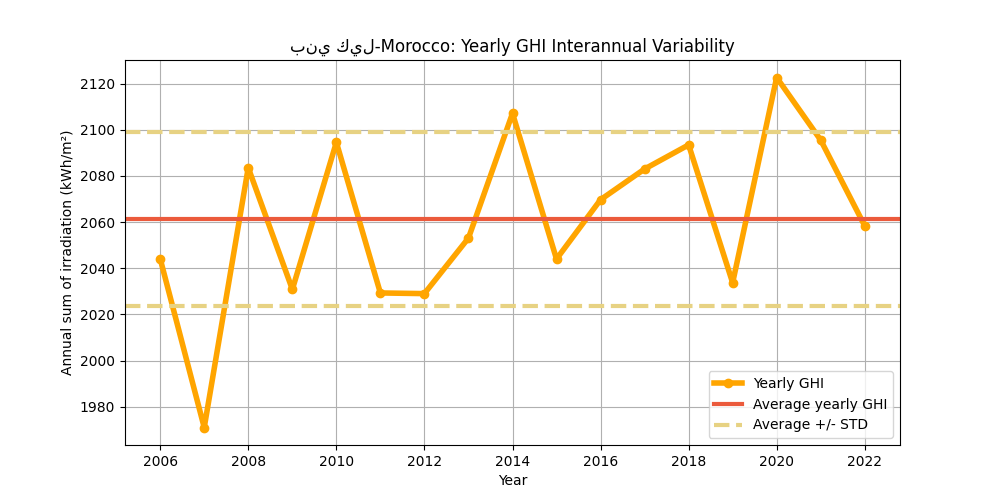 بني كيل-Morocco: Yearly GHI Interannual Variability
Annual sum of irradiation (kWh/m²)
2120
2100
2080
2060
2040
2020
2000
1980
Yearly GHI
Average yearly GHI
Average +/- STD
2006 2008 2010 2012 2014 2016 2018 2020 2022
Year